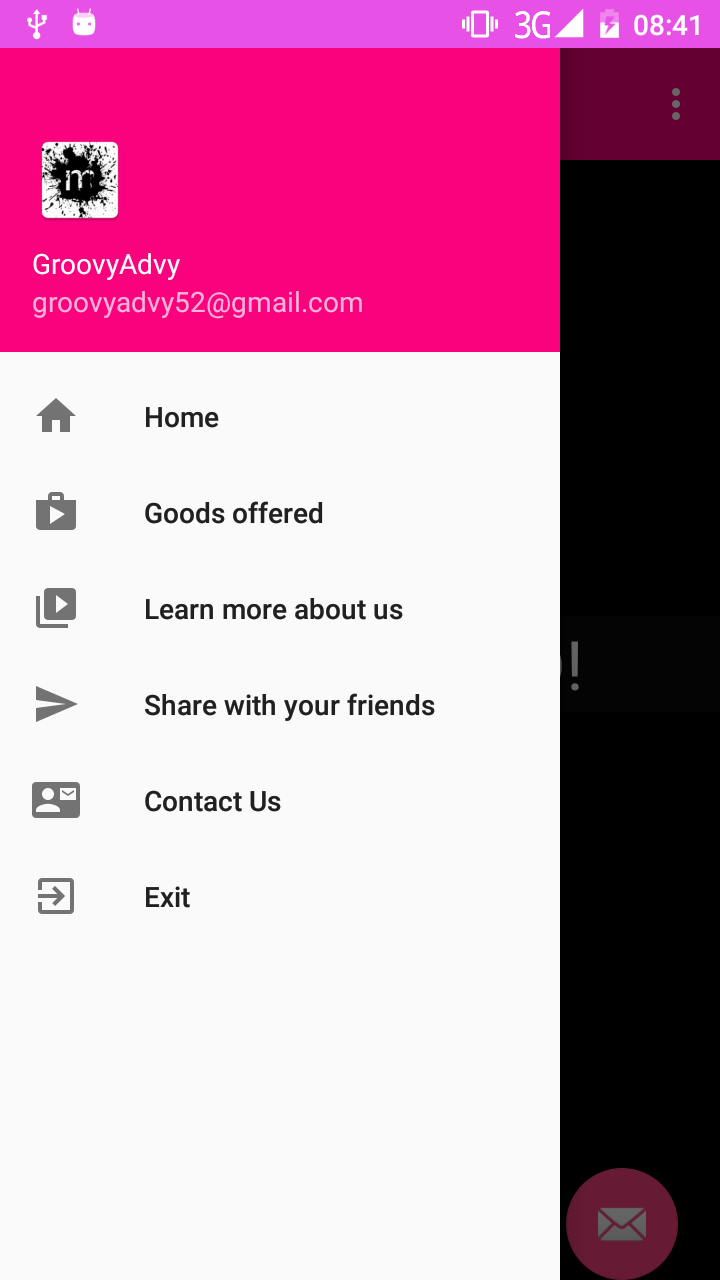 3G 08:41
m
GroovyAdvy
groovyadvy52@gmail.com
Home
Goods offered
Learn more about us
!
Share with your friends
Contact Us
Exit